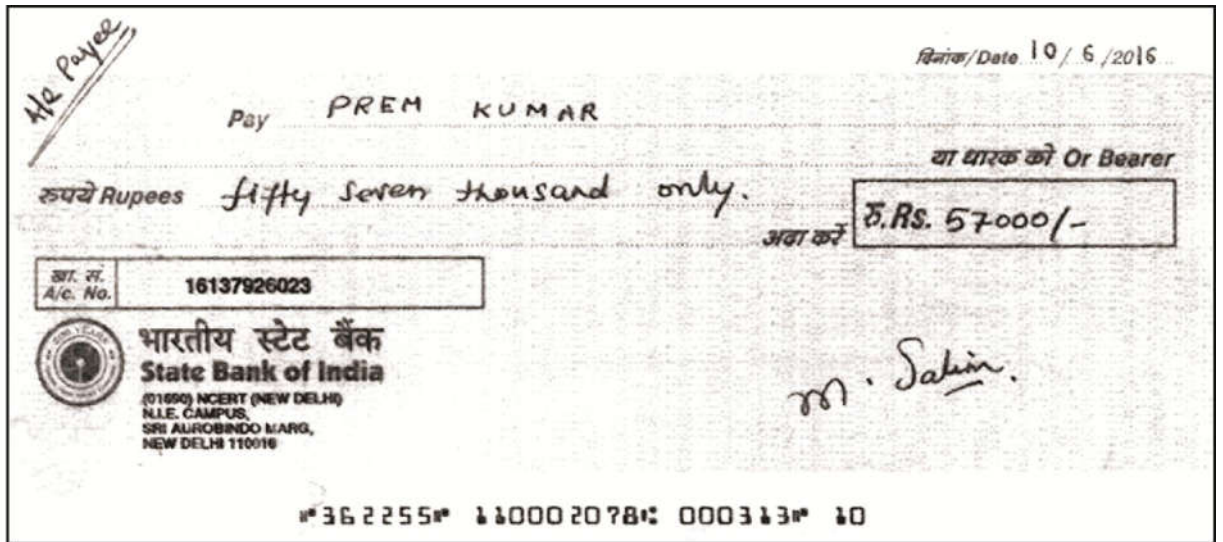 A/c Payee
दिनांक/Date 10/6/2016
Pay PREM KUMAR
या धारक को Or Bearer
रुपये Rupees fifty seven thousand only.
अदा करें रु.Rs. 57000/-
खा. सं.
A/c. No. 16137926023
भारतीय स्टेट बैंक
State Bank of India
(01690) NCERT (NEW DELHI)
N.I.E. CAMPUS,
SRI AUROBINDO MARG,
NEW DELHI 110016
M. Salim.
⑈362255⑈ 110002078⑆ 000313⑈ 10